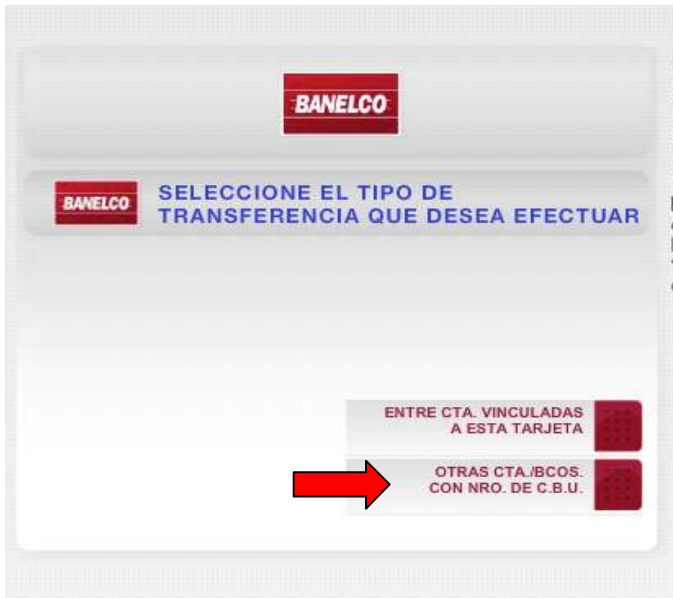 BANELCO
BANELCO
SELECCIONE EL TIPO DE
TRANSFERENCIA QUE DESEA EFECTUAR
ENTRE CTA. VINCULADAS
A ESTA TARJETA
OTRAS CTA./BCOS.
CON NRO. DE C.B.U.